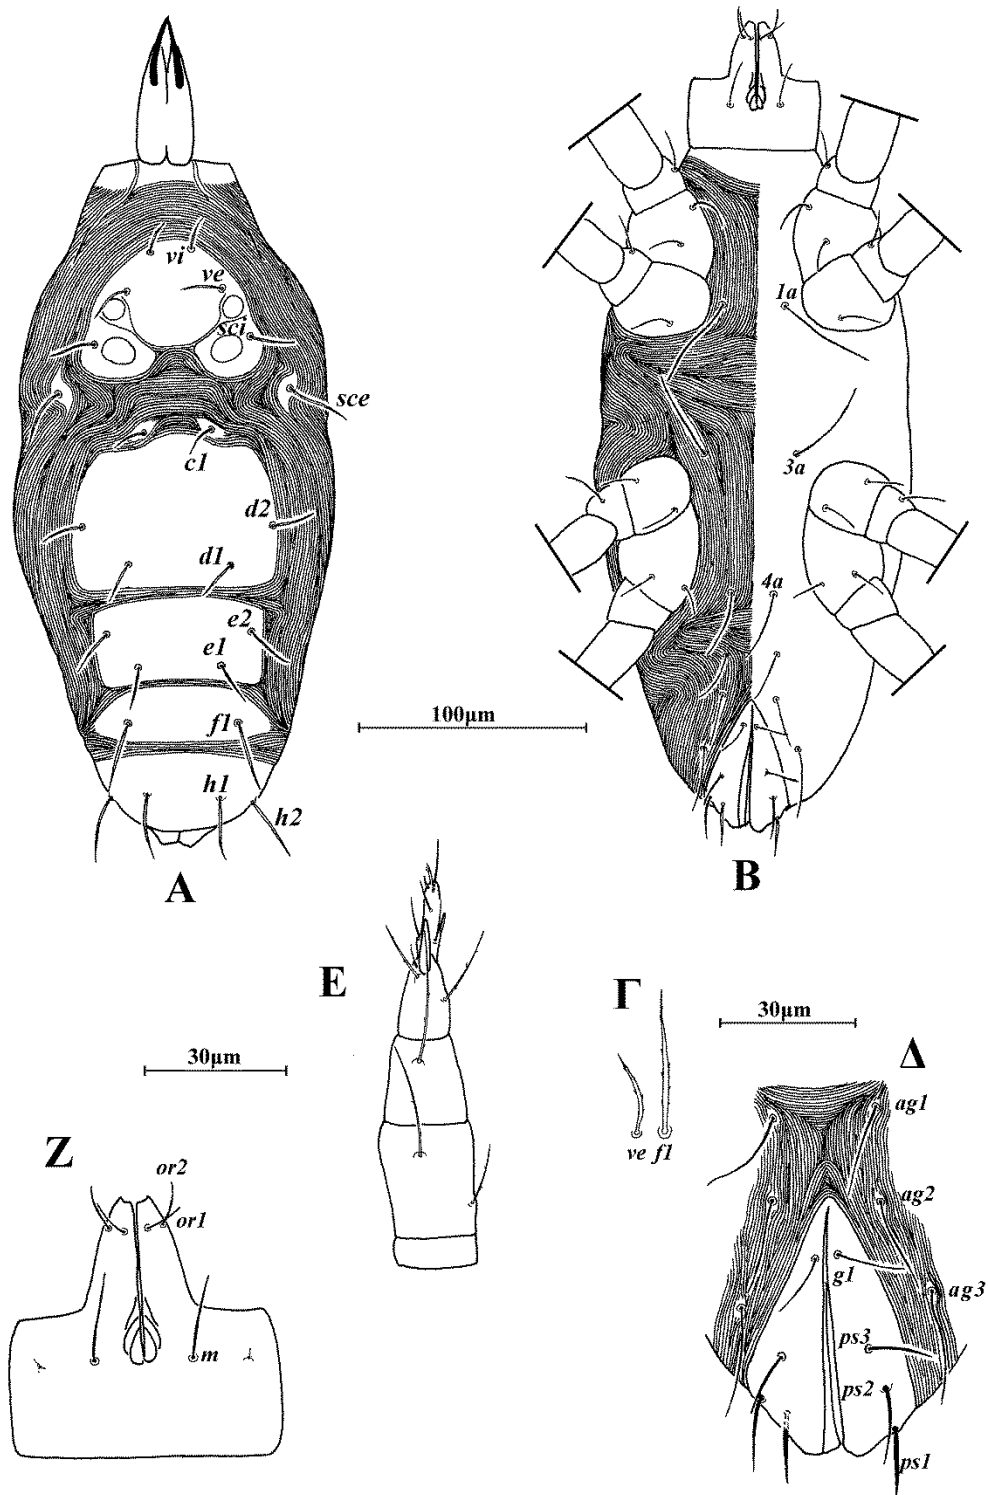 vi
ve
sci
sce
c1
d2
d1
e2
e1
f1
h1
h2
A
1a
3a
4a
B
100μm
E
Γ
ve f1
30μm
Δ
ag1
ag2
g1
ag3
ps3
ps2
ps1
30μm
Z
or2
or1
m